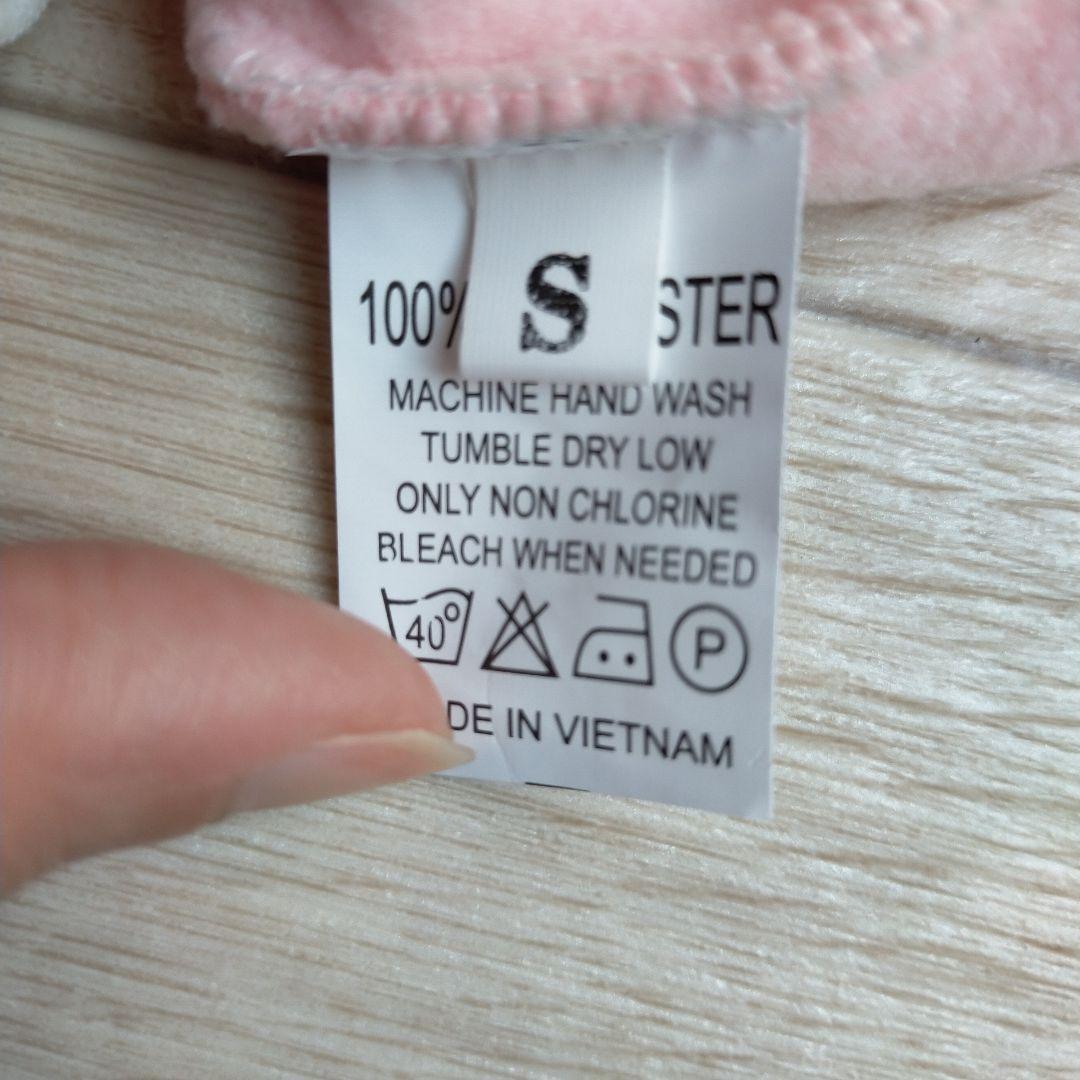 S
100% STER
MACHINE HAND WASH
TUMBLE DRY LOW
ONLY NON CHLORINE
BLEACH WHEN NEEDED
40° P
DE IN VIETNAM